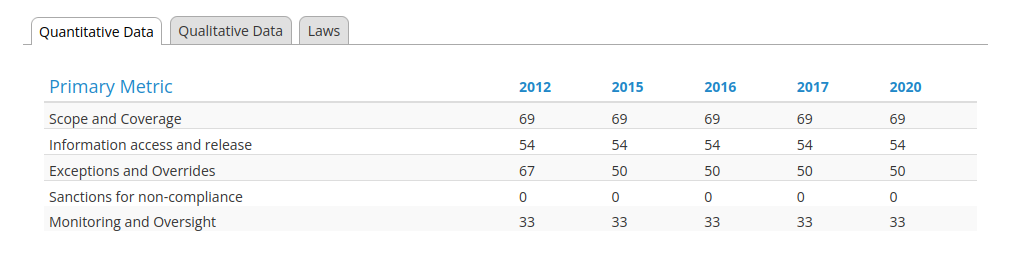 Quantitative Data Qualitative Data Laws
Primary Metric 2012 2015 2016 2017 2020
Scope and Coverage 69 69 69 69 69
Information access and release 54 54 54 54 54
Exceptions and Overrides 67 50 50 50 50
Sanctions for non-compliance 0 0 0 0 0
Monitoring and Oversight 33 33 33 33 33